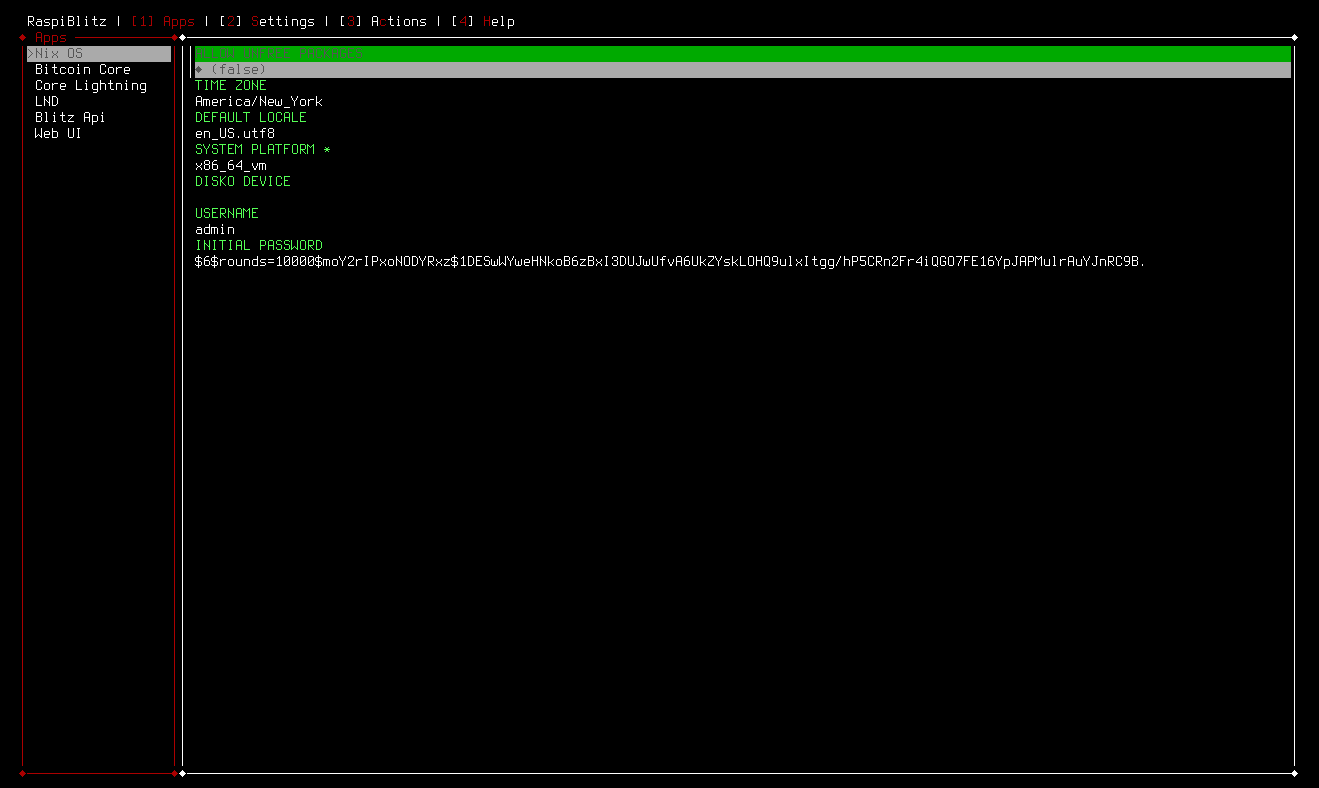 RaspiBlitz | [1] Apps | [2] Settings | [3] Actions | [4] Help
Apps
>Nix OS
Bitcoin Core
Core Lightning
LND
Blitz Api
Web UI
ALLOW UNFREE PACKAGES
◆ (false)
TIME ZONE
America/New_York
DEFAULT LOCALE
en_US.utf8
SYSTEM PLATFORM *
x86_64_vm
DISKO DEVICE
USERNAME
admin
INITIAL PASSWORD
$6$rounds=10000$moY2rIPxoNODYRxz$1DESwWYweHNkoB6zBxI3DUJwUfvA6UkZYskLOHQ9ulxItgg/hP5CRn2Fr4iQGO7FE16YpJAPMulrAuYJnRC9B.